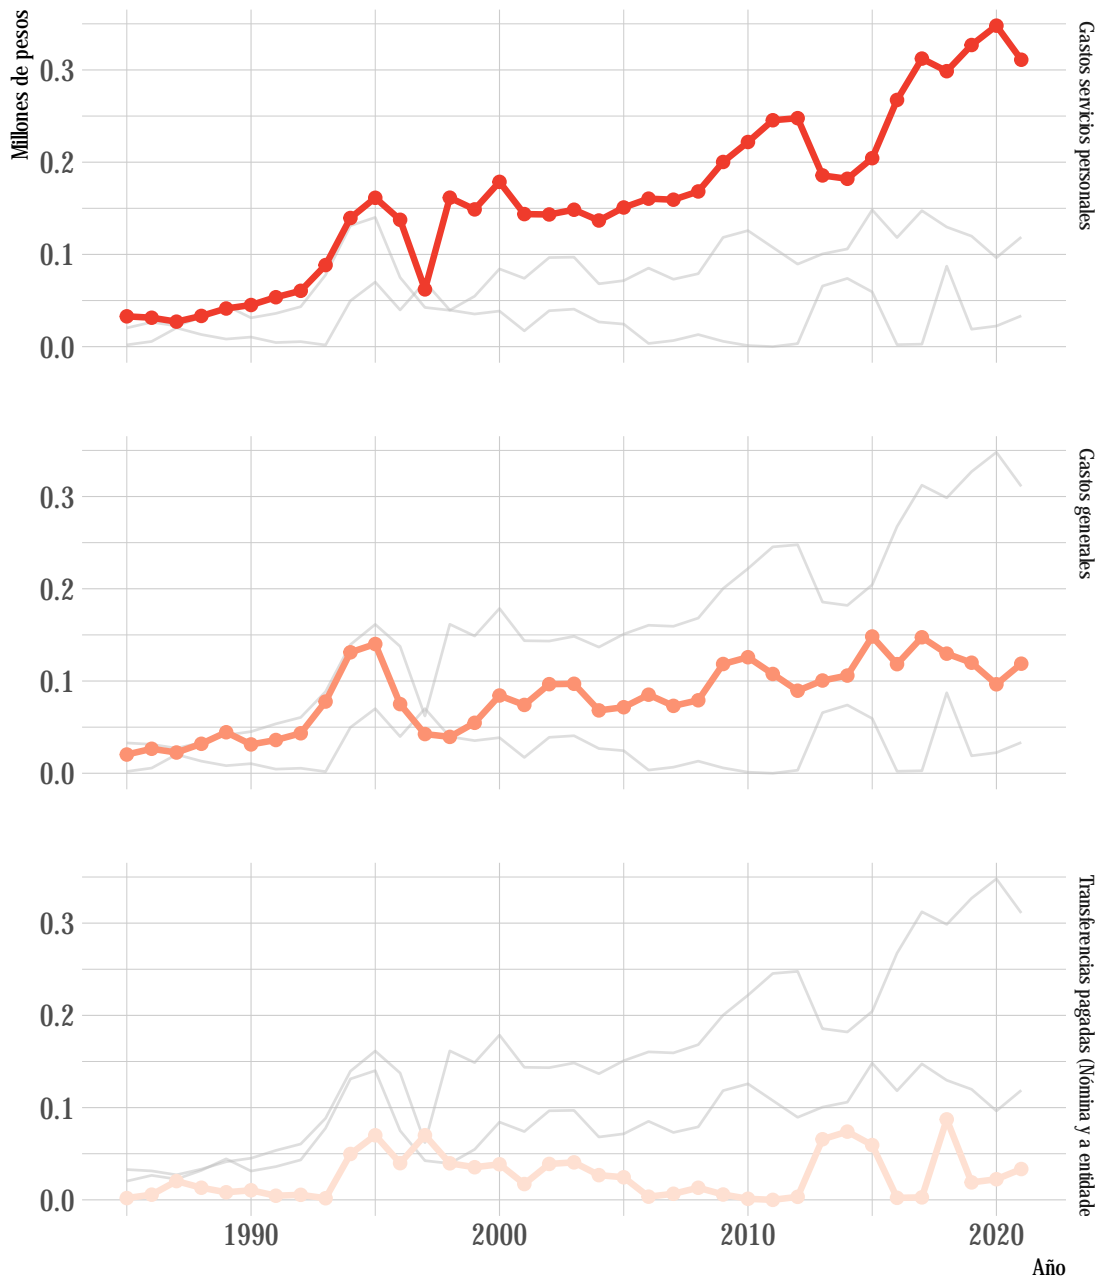 Millones de pesos
0.3
0.2
0.1
0.0
Gastos servicios personales
0.3
0.2
0.1
0.0
Gastos generales
0.3
0.2
0.1
0.0
Transferencias pagadas (Nómina y a entidade
1990 2000 2010 2020
Año